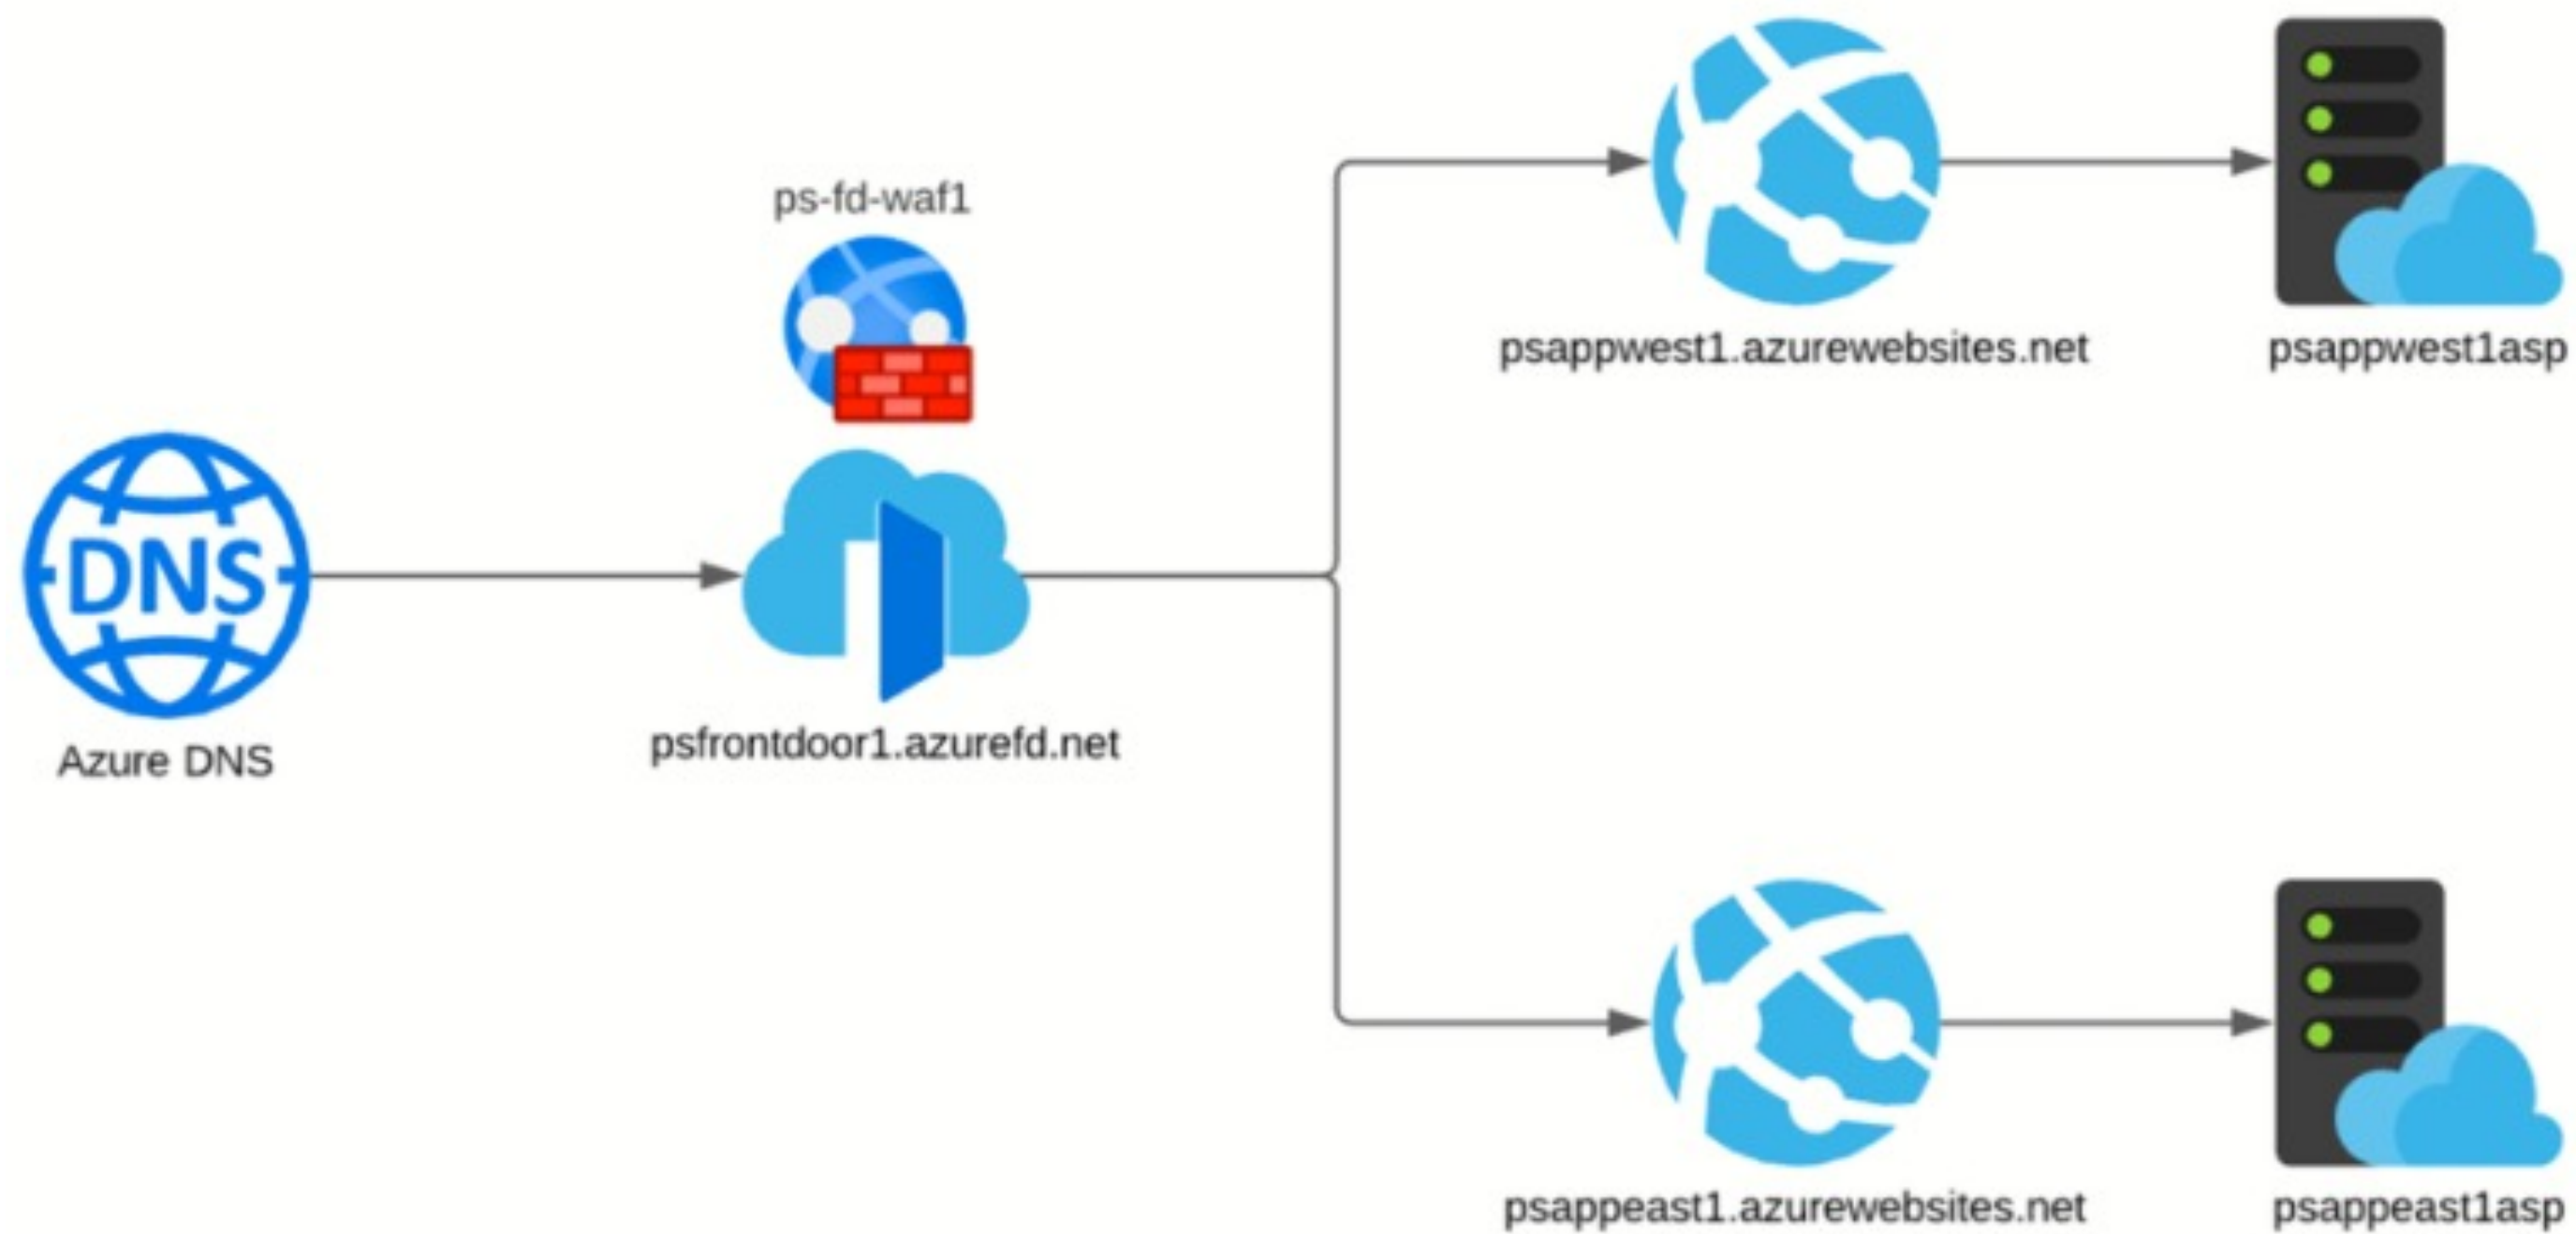 ps-fd-waf1
DNS
Azure DNS
psfrontdoor1.azurefd.net
psappwest1.azurewebsites.net
psappwest1asp
psappeast1.azurewebsites.net
psappeast1asp